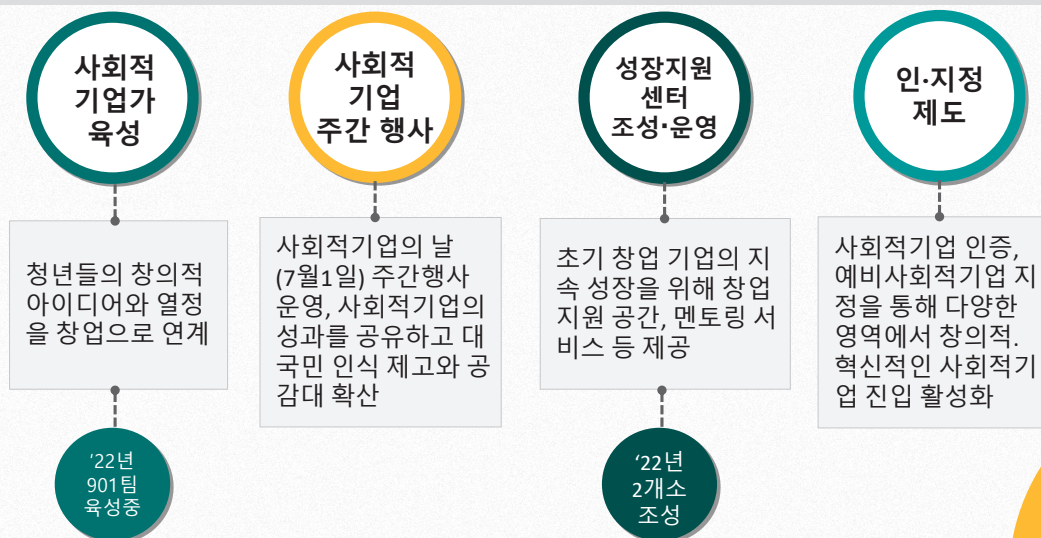 사회적
기업가
육성
청년들의 창의적
아이디어와 열정
을 창업으로 연계
'22년
901팀
육성중
사회적
기업
주간 행사
사회적기업의 날
(7월1일) 주간행사
운영, 사회적기업의
성과를 공유하고 대
국민 인식 제고와 공
감대 확산
성장지원
센터
조성·운영
초기 창업 기업의 지
속 성장을 위해 창업
지원 공간, 멘토링 서
비스 등 제공
‘22년
2개소
조성
인·지정
제도
사회적기업 인증,
예비사회적기업 지
정을 통해 다양한
영역에서 창의적.
혁신적인 사회적기
업 진입 활성화